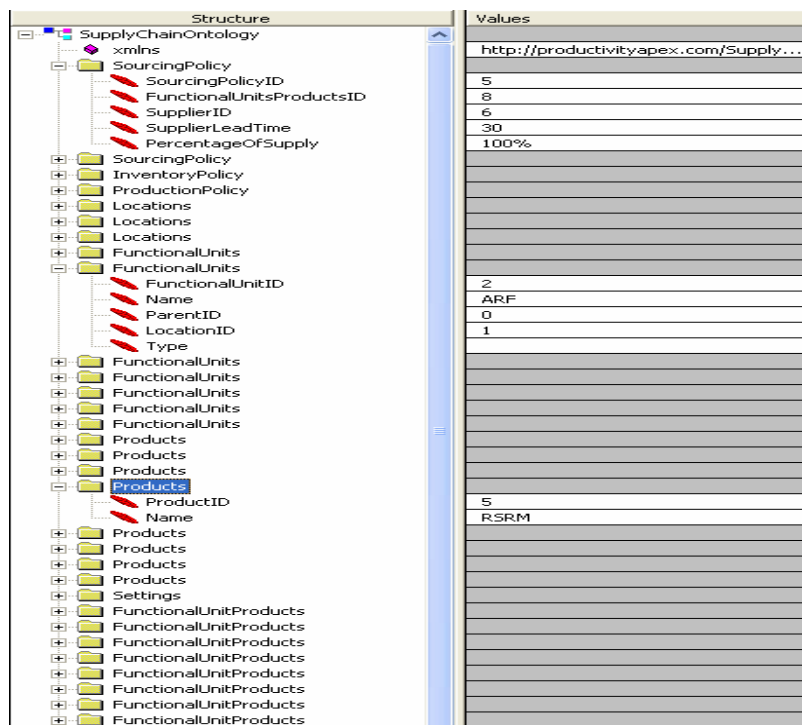 Structure Values
SupplyChainOntology
xmlns http://productivityapex.com/Supply...
SourcingPolicy
SourcingPolicyID 5
FunctionalUnitsProductsID 8
SupplierID 6
SupplierLeadTime 30
PercentageOfSupply 100%
SourcingPolicy
InventoryPolicy
ProductionPolicy
Locations
Locations
Locations
FunctionalUnits
FunctionalUnits
FunctionalUnitID 2
Name ARF
ParentID 0
LocationID 1
Type
FunctionalUnits
FunctionalUnits
FunctionalUnits
FunctionalUnits
FunctionalUnits
Products
Products
Products
Products
ProductID 5
Name RSRM
Products
Products
Products
Products
Settings
FunctionalUnitProducts
FunctionalUnitProducts
FunctionalUnitProducts
FunctionalUnitProducts
FunctionalUnitProducts
FunctionalUnitProducts
FunctionalUnitProducts
FunctionalUnitProducts